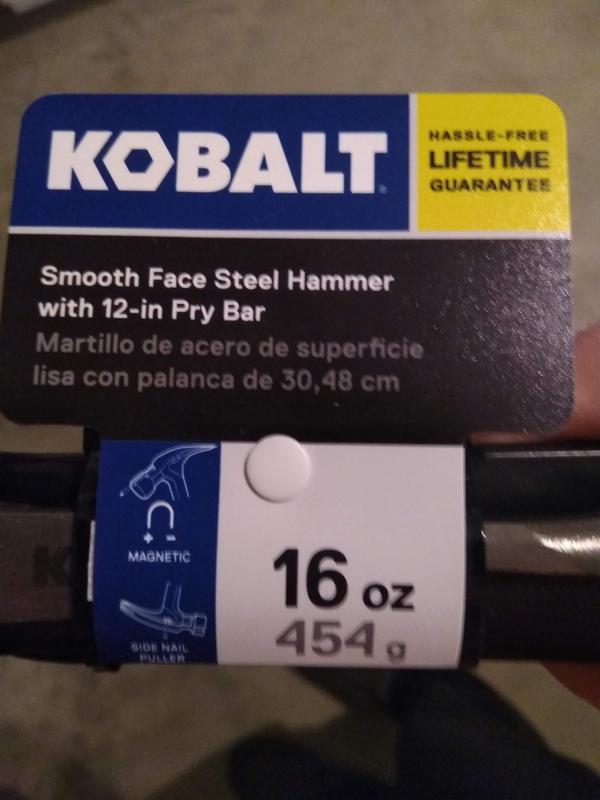 KOBALT
HASSLE-FREE
LIFETIME
GUARANTEE
Smooth Face Steel Hammer
with 12-in Pry Bar
Martillo de acero de superficie
lisa con palanca de 30,48 cm
+ -
MAGNETIC
SIDE NAIL
PULLER
16 oz
454 g